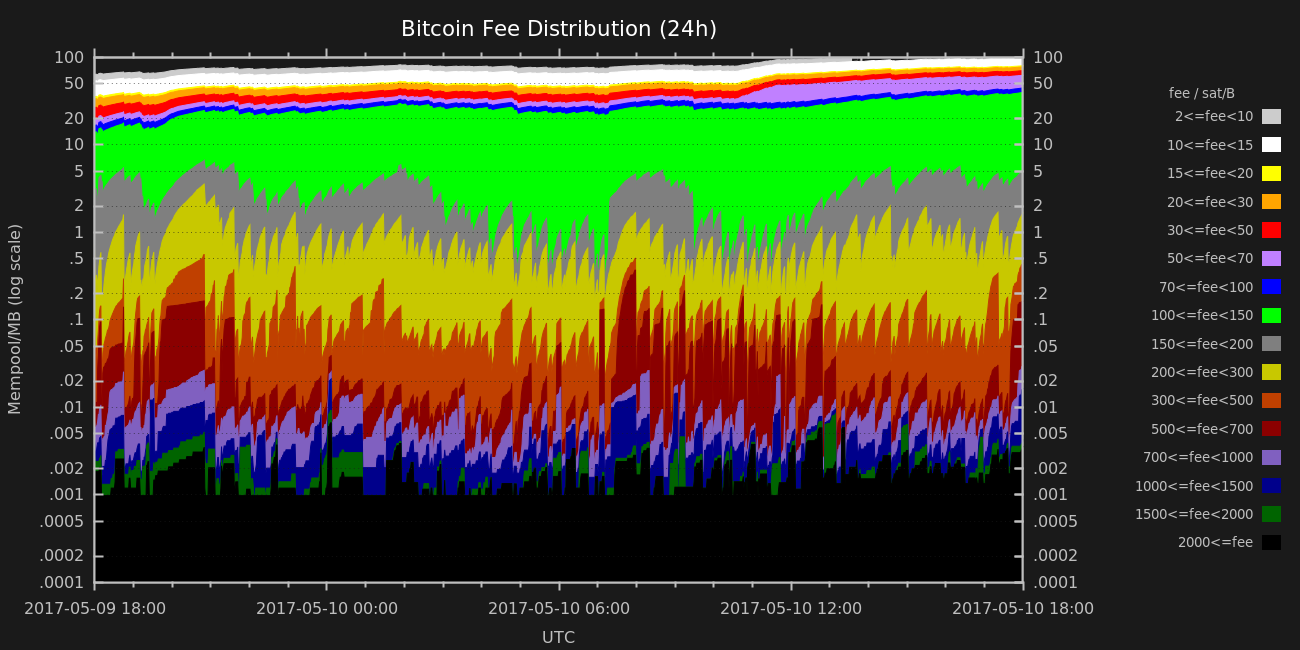 Bitcoin Fee Distribution (24h)
100
50
20
10
5
2
1
.5
.2
.1
.05
.02
.01
.005
.002
.001
.0005
.0002
.0001
Mempool/MB (log scale)
100
50
20
10
5
2
1
.5
.2
.1
.05
.02
.01
.005
.002
.001
.0005
.0002
.0001
2017-05-09 18:00
2017-05-10 00:00
2017-05-10 06:00
2017-05-10 12:00
2017-05-10 18:00
UTC
fee / sat/B
2<=fee<10
10<=fee<15
15<=fee<20
20<=fee<30
30<=fee<50
50<=fee<70
70<=fee<100
100<=fee<150
150<=fee<200
200<=fee<300
300<=fee<500
500<=fee<700
700<=fee<1000
1000<=fee<1500
1500<=fee<2000
2000<=fee